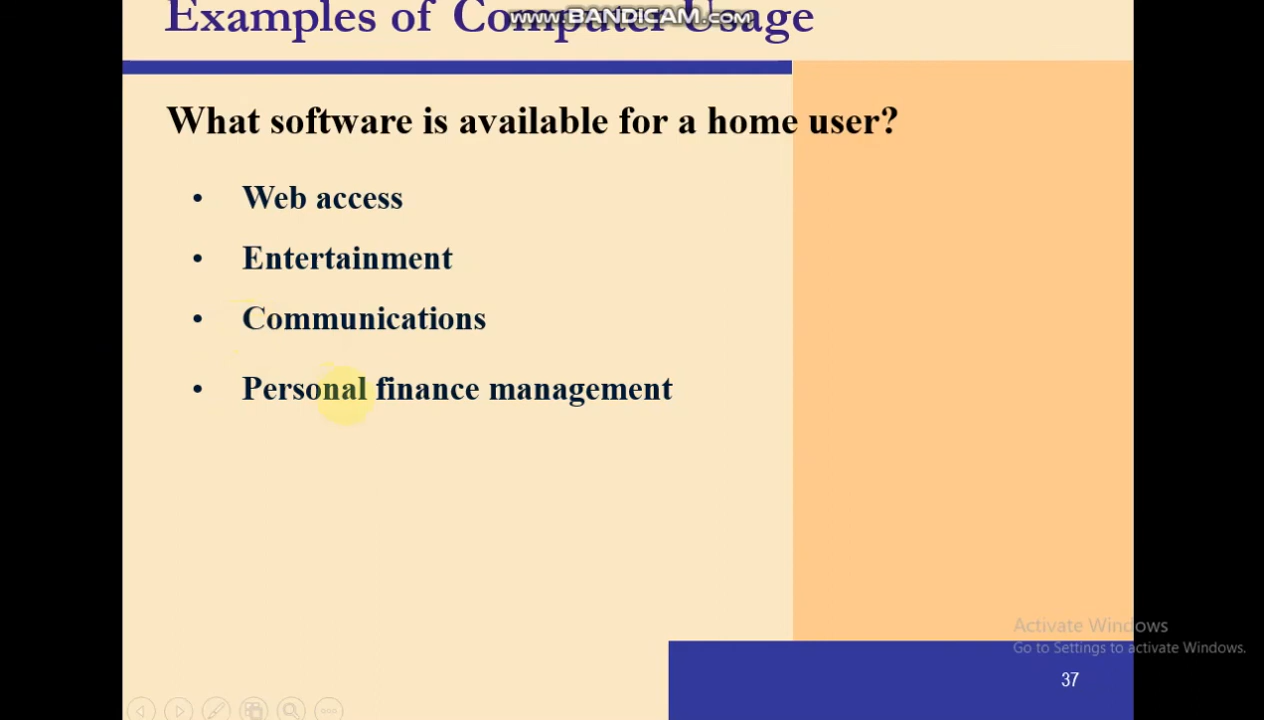 www.BANDICAM.com
Examples of Computer Usage
What software is available for a home user?
• Web access
• Entertainment
• Communications
• Personal finance management
Activate Windows
Go to Settings to activate Windows.
37